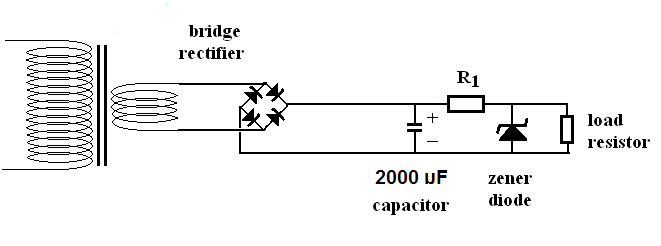 bridge
rectifier
R1
+
–
load
resistor
2000 µF
capacitor
zener
diode